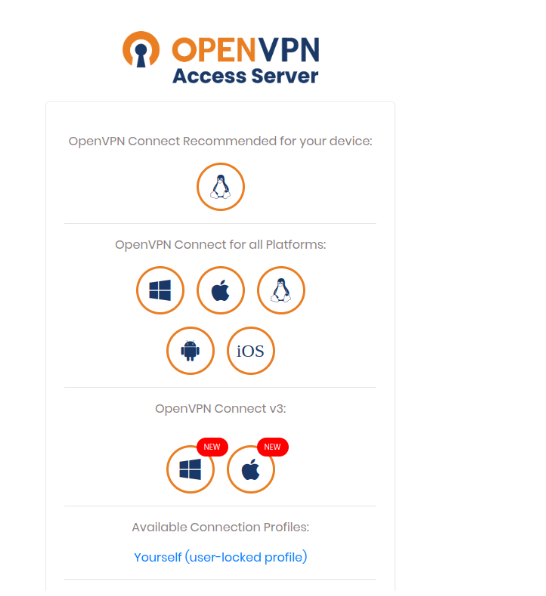 OPENVPN
Access Server
OpenVPN Connect Recommended for your device:
OpenVPN Connect for all Platforms:
iOS
OpenVPN Connect v3:
NEW NEW
Available Connection Profiles:
Yourself (user-locked profile)